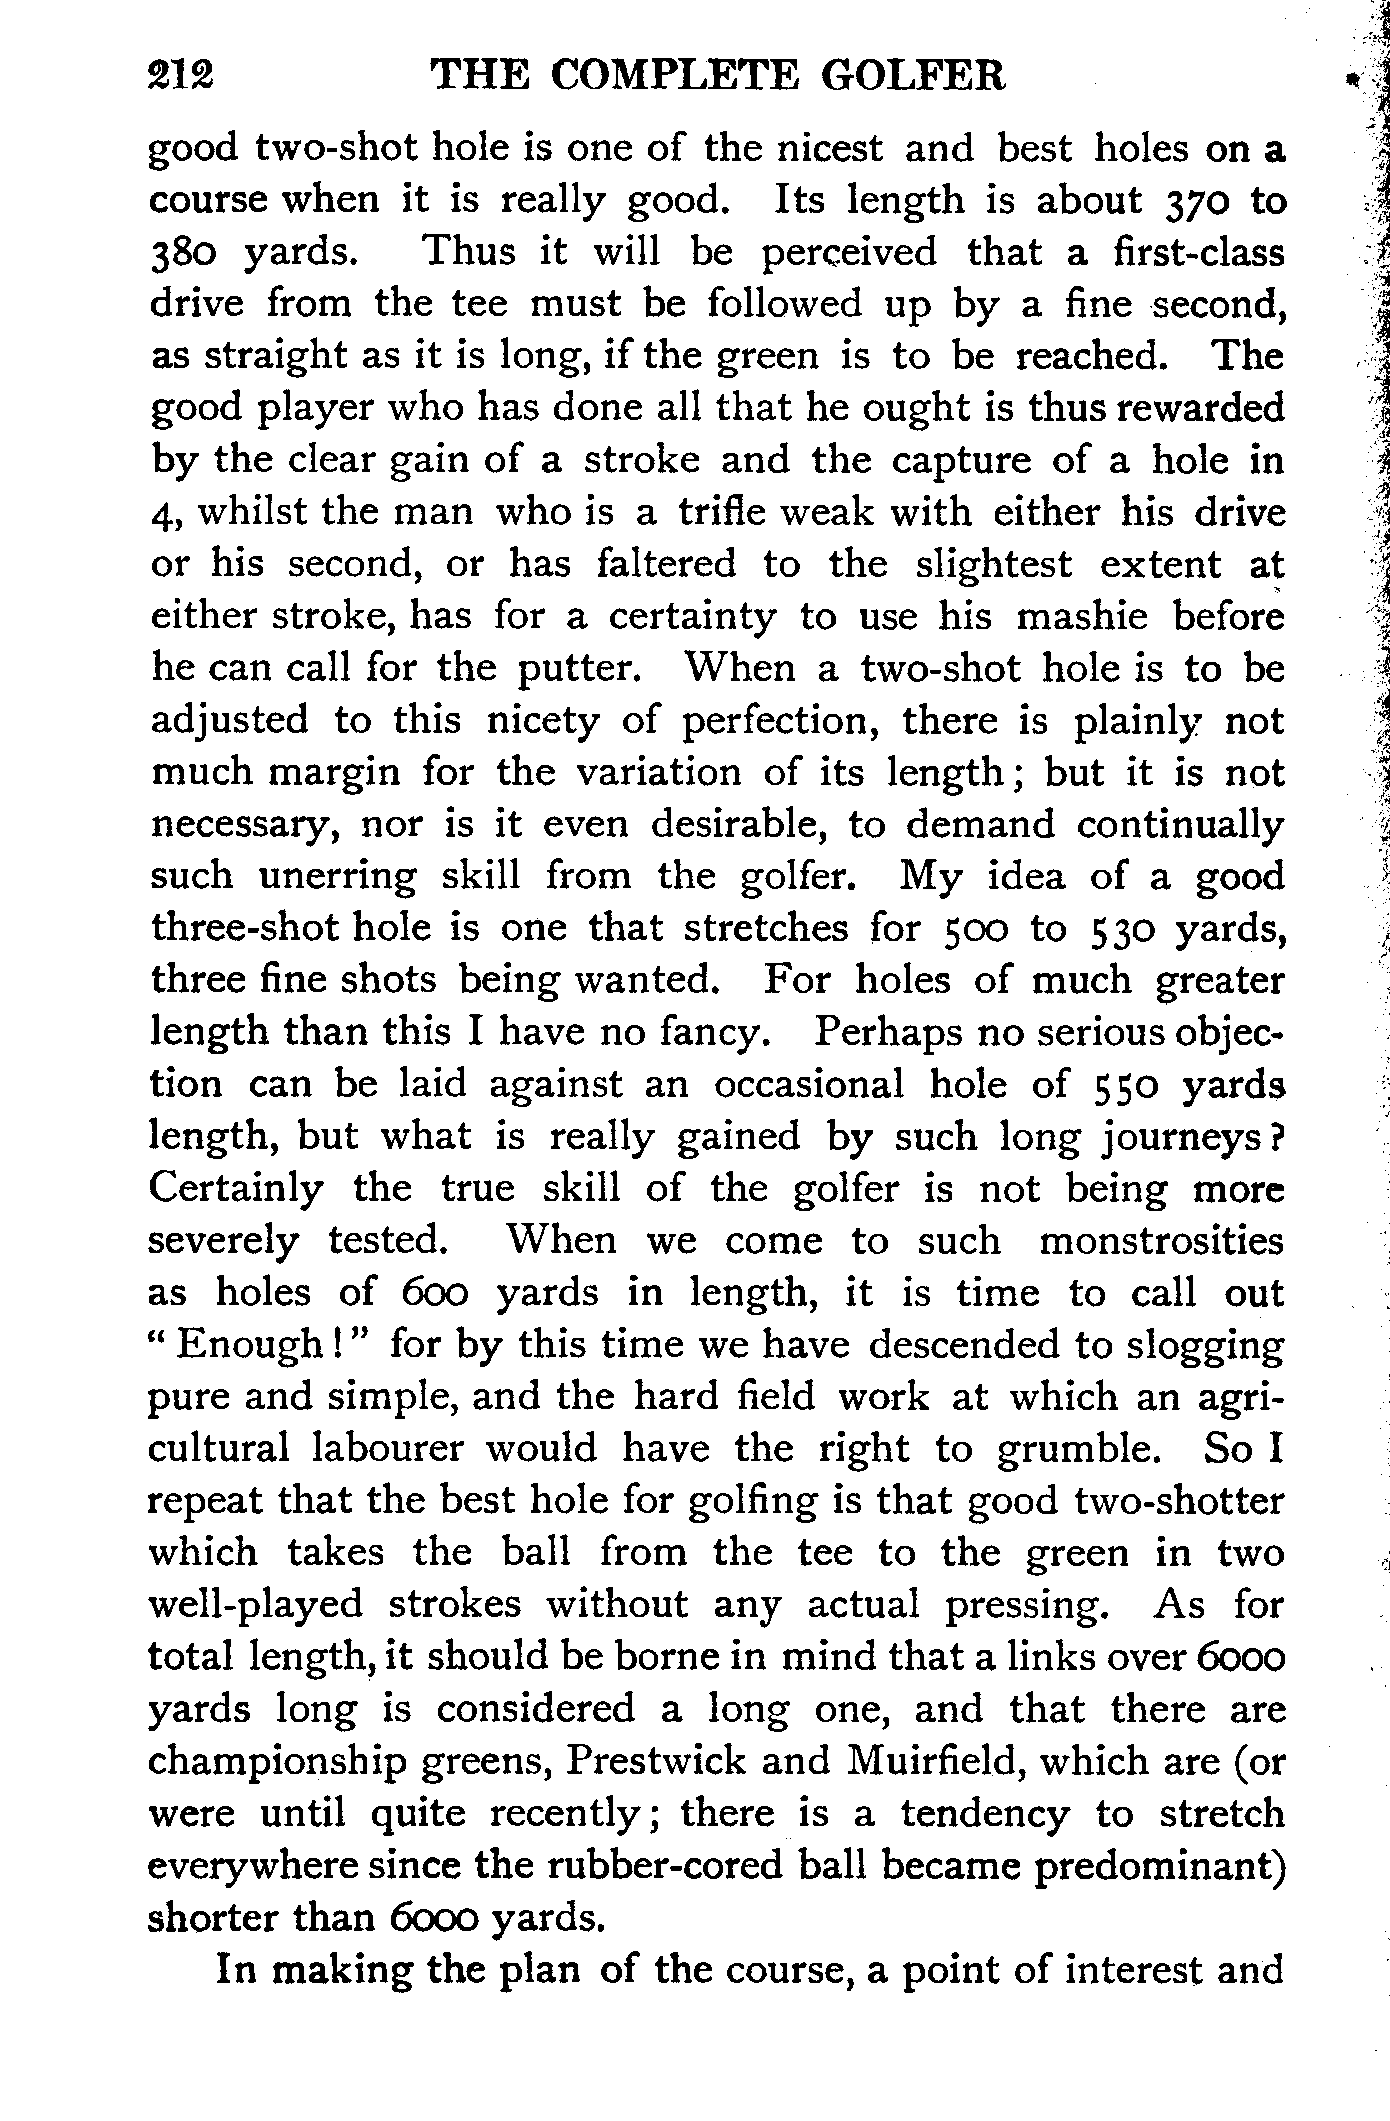 212 THE COMPLETE GOLFER
good two-shot hole is one of the nicest and best holes on a
course when it is really good. Its length is about 370 to
380 yards. Thus it will be perceived that a first-class
drive from the tee must be followed up by a fine second,
as straight as it is long, if the green is to be reached. The
good player who has done all that he ought is thus rewarded
by the clear gain of a stroke and the capture of a hole in
4, whilst the man who is a trifle weak with either his drive
or his second, or has faltered to the slightest extent at
either stroke, has for a certainty to use his mashie before
he can call for the putter. When a two-shot hole is to be
adjusted to this nicety of perfection, there is plainly not
much margin for the variation of its length; but it is not
necessary, nor is it even desirable, to demand continually
such unerring skill from the golfer. My idea of a good
three-shot hole is one that stretches for 500 to 530 yards,
three fine shots being wanted. For holes of much greater
length than this I have no fancy. Perhaps no serious objec-
tion can be laid against an occasional hole of 550 yards
length, but what is really gained by such long journeys?
Certainly the true skill of the golfer is not being more
severely tested. When we come to such monstrosities
as holes of 600 yards in length, it is time to call out
“Enough!” for by this time we have descended to slogging
pure and simple, and the hard field work at which an agri-
cultural labourer would have the right to grumble. So I
repeat that the best hole for golfing is that good two-shotter
which takes the ball from the tee to the green in two
well-played strokes without any actual pressing. As for
total length, it should be borne in mind that a links over 6000
yards long is considered a long one, and that there are
championship greens, Prestwick and Muirfield, which are (or
were until quite recently; there is a tendency to stretch
everywhere since the rubber-cored ball became predominant)
shorter than 6000 yards.
In making the plan of the course, a point of interest and